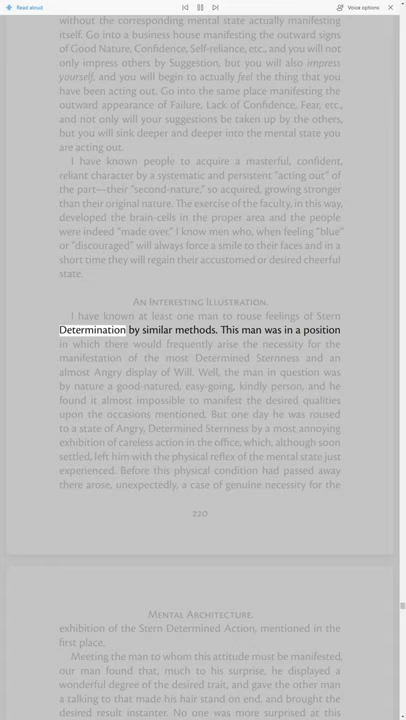 Read aloud
Voice options
without the corresponding mental state actually manifesting
itself. Go into a business house manifesting the outward signs
of Good Nature, Confidence, Self-reliance, etc., and you will not
only impress others by Suggestion, but you will also impress
yourself, and you will begin to actually feel the thing that you
have been acting out. Go into the same place manifesting the
outward appearance of Failure, Lack of Confidence, Fear, etc.,
and not only will your suggestions be taken up by the others,
but you will sink deeper and deeper into the mental state you
are acting out.
I have known people to acquire a masterful, confident,
reliant character by a systematic and persistent “acting out” of
the part—their “second-nature,” so acquired, growing stronger
than their original nature. The exercise of the faculty, in this way,
developed the brain-cells in the proper area and the people
were indeed “made over.” I know men who, when feeling “blue”
or “discouraged” will always force a smile to their faces and in a
short time they will regain their accustomed or desired cheerful
state.
An Interesting Illustration.
I have known at least one man to rouse feelings of Stern
Determination by similar methods. This man was in a position
in which there would frequently arise the necessity for the
manifestation of the most Determined Sternness and an
almost Angry display of Will. Well, the man in question was
by nature a good-natured, easy-going, kindly person, and he
found it almost impossible to manifest the desired qualities
upon the occasions mentioned. But one day he was roused
to a state of Angry, Determined Sternness by a most annoying
exhibition of careless action in the office, which, although soon
settled, left him with the physical reflex of the mental state just
experienced. Before this physical condition had passed away
there arose, unexpectedly, a case of genuine necessity for the
220
Mental Architecture.
exhibition of the Stern Determined Action, mentioned in the
first place.
Meeting the man to whom this attitude must be manifested,
our man found that, much to his surprise, he displayed a
wonderful degree of the desired trait, and gave the other man
a talking to that made his hair stand on end, and brought the
desired result instanter. No one was more surprised at this